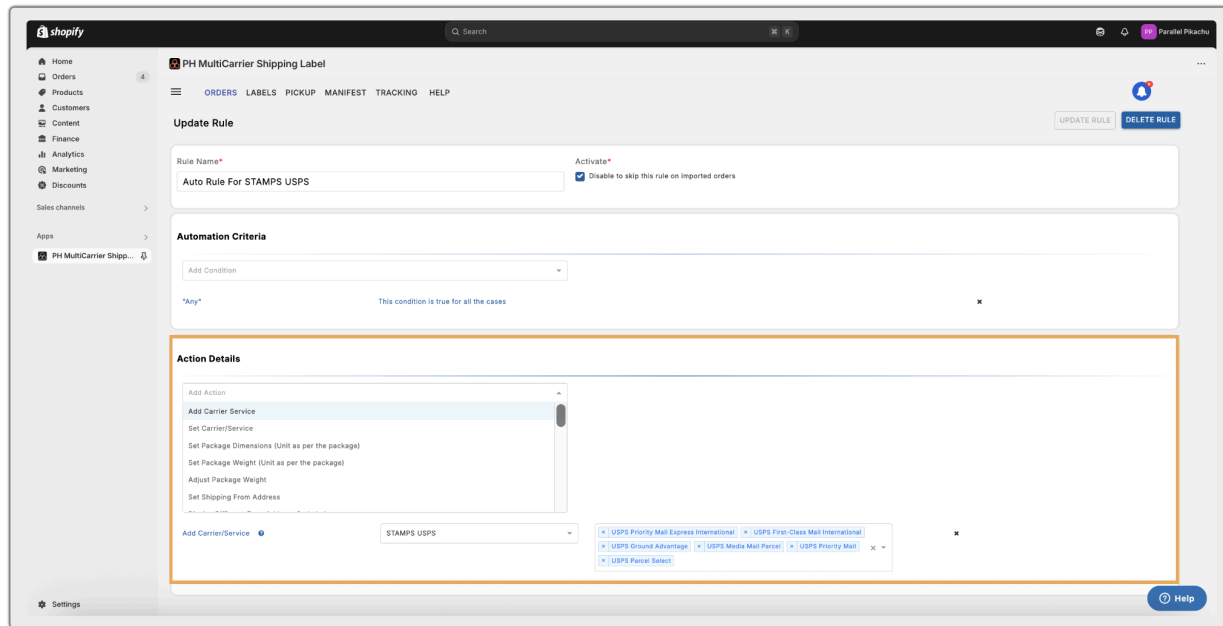 shopify
Search
⌘ K
PP Parallel Pikachu
Home
Orders 4
Products
Customers
Content
Finance
Analytics
Marketing
Discounts
Sales channels
Apps
PH MultiCarrier Shipp...
Settings
PH MultiCarrier Shipping Label
ORDERS LABELS PICKUP MANIFEST TRACKING HELP
Update Rule
UPDATE RULE DELETE RULE
Rule Name* Activate*
Auto Rule For STAMPS USPS Disable to skip this rule on imported orders
Automation Criteria
Add Condition
"Any" This condition is true for all the cases
Action Details
Add Action
Add Carrier Service
Set Carrier/Service
Set Package Dimensions (Unit as per the package)
Set Package Weight (Unit as per the package)
Adjust Package Weight
Set Shipping From Address
Add Carrier/Service STAMPS USPS
× USPS Priority Mail Express International × USPS First-Class Mail International
× USPS Ground Advantage × USPS Media Mail Parcel × USPS Priority Mail
× USPS Parcel Select
Help